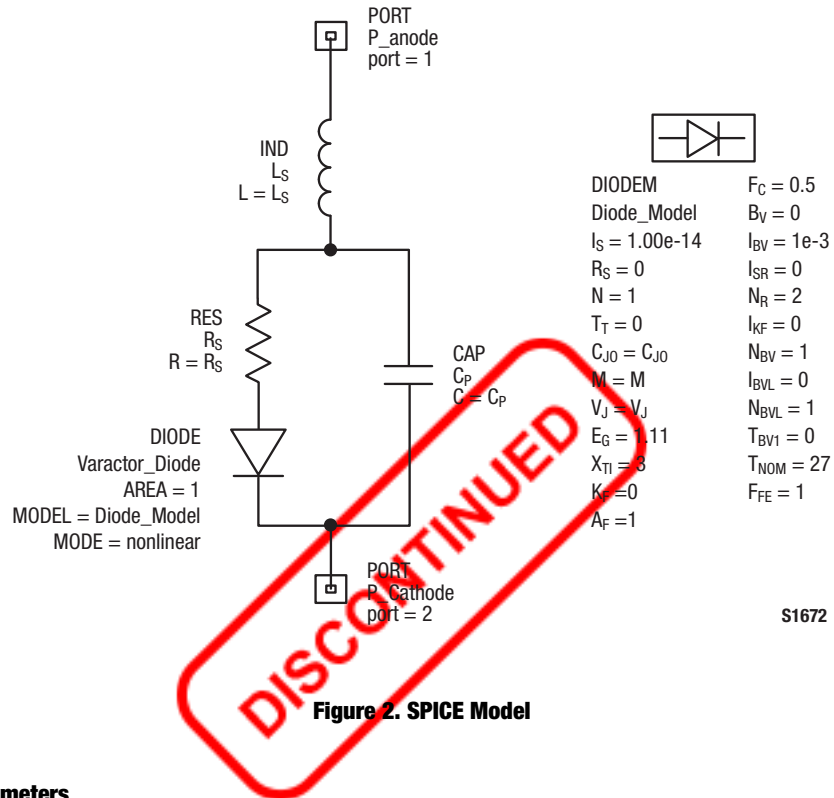 PORT
P_anode
port = 1
IND
LS
L = LS
RES
RS
R = RS
CAP
CP
C = CP
DIODE
Varactor_Diode
AREA = 1
MODEL = Diode_Model
MODE = nonlinear
PORT
P_Cathode
port = 2
DIODEM
Diode_Model
IS = 1.00e-14
RS = 0
N = 1
TT = 0
CJO = CJO
M = M
VJ = VJ
EG = 1.11
XTI = 3
KF =0
AF =1
FC = 0.5
BV = 0
IBV = 1e-3
ISR = 0
NR = 2
IKF = 0
NBV = 1
IBVL = 0
NBVL = 1
TBV1 = 0
TNOM = 27
FFE = 1
S1672
DISCONTINUED
Figure 2. SPICE Model
meters